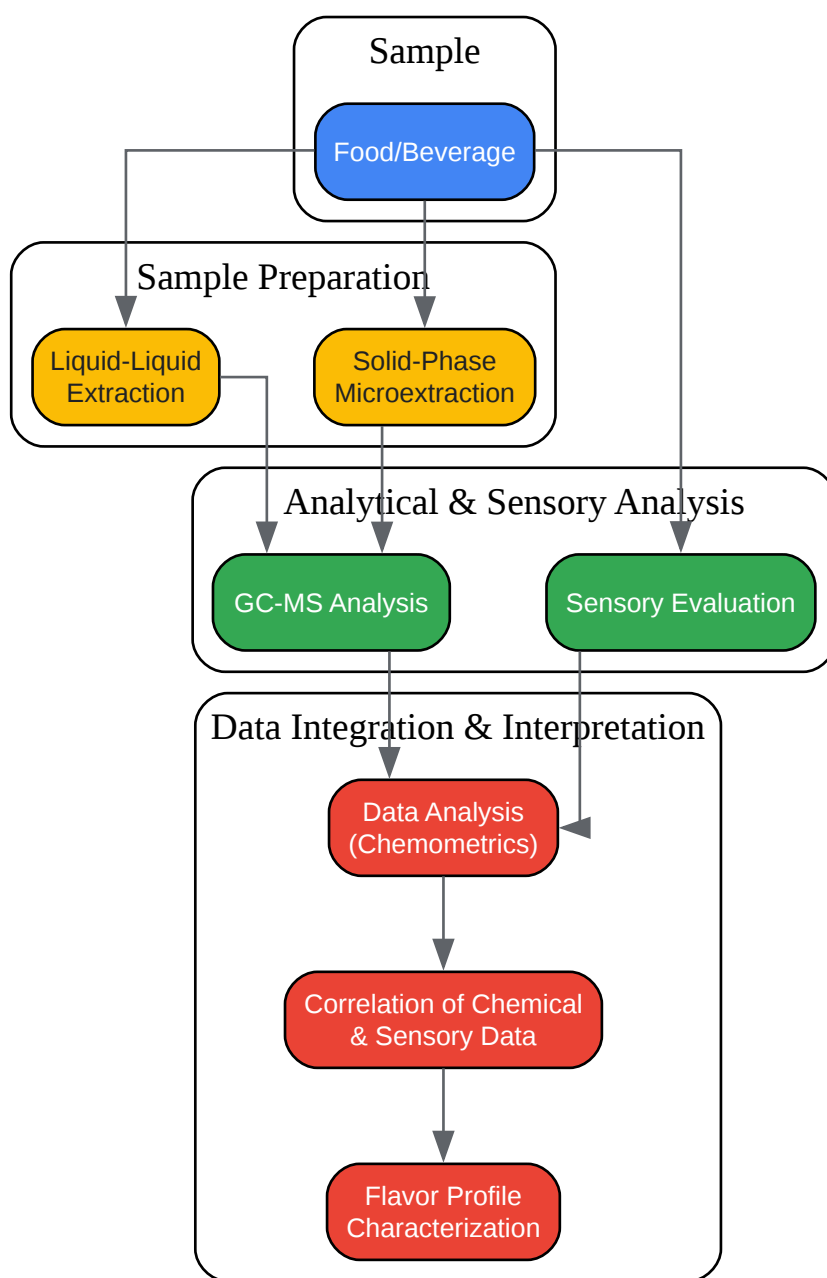 Sample
Food/Beverage
Sample Preparation
Liquid-Liquid
Extraction
Solid-Phase
Microextraction
Analytical & Sensory Analysis
GC-MS Analysis
Sensory Evaluation
Data Integration & Interpretation
Data Analysis
(Chemometrics)
Correlation of Chemical
& Sensory Data
Flavor Profile
Characterization